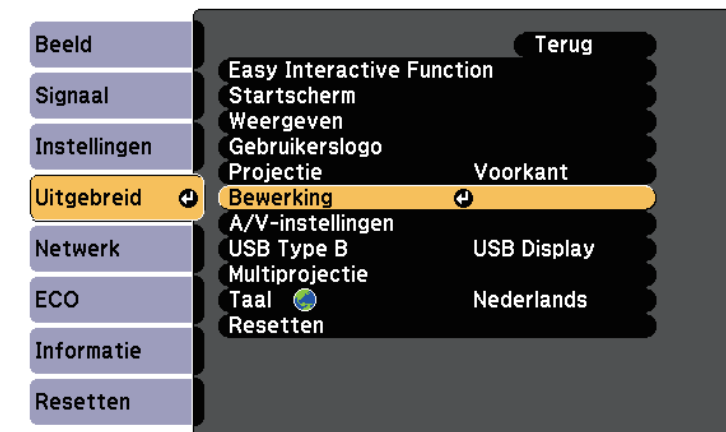 Beeld
Signaal
Instellingen
Uitgebreid
Netwerk
ECO
Informatie
Resetten
Terug
Easy Interactive Function
Startscherm
Weergeven
Gebruikerslogo
Projectie Voorkant
Bewerking
A/V-instellingen
USB Type B USB Display
Multiprojectie
Taal Nederlands
Resetten